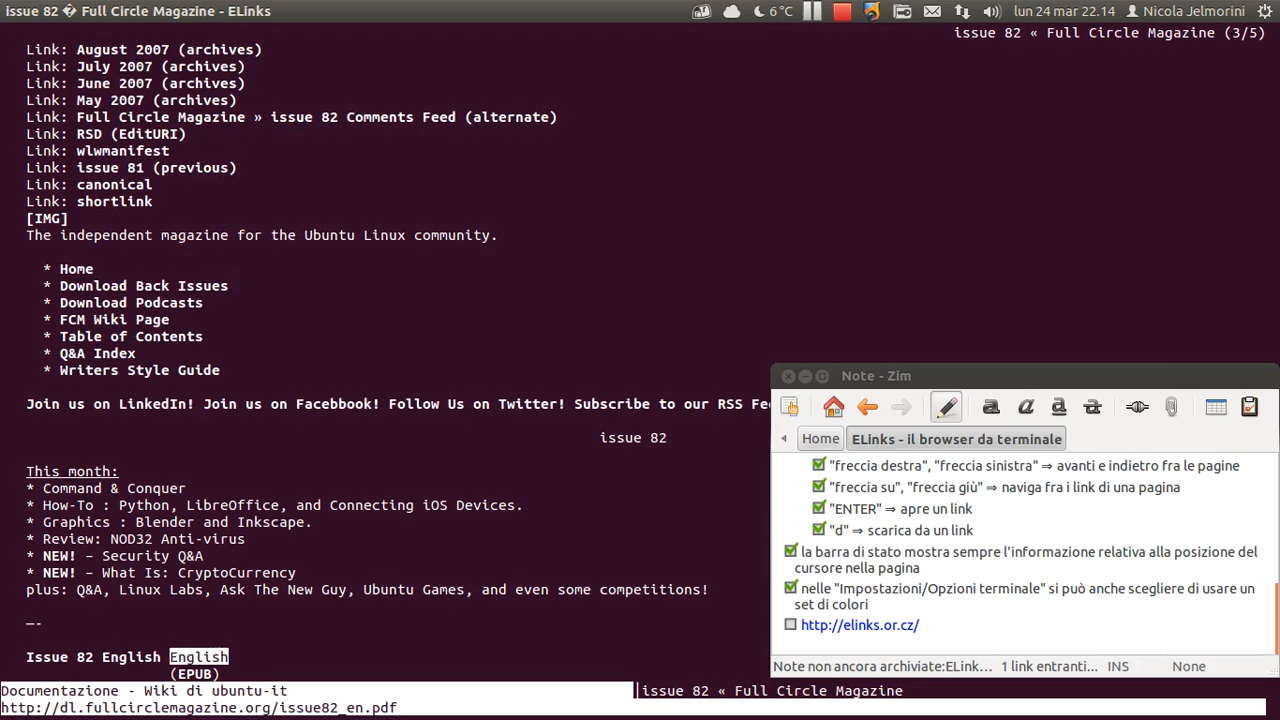 issue 82 � Full Circle Magazine - ELinks
6 °C
lun 24 mar 22.14
Nicola Jelmorini
issue 82 « Full Circle Magazine (3/5)
Link: August 2007 (archives)
Link: July 2007 (archives)
Link: June 2007 (archives)
Link: May 2007 (archives)
Link: Full Circle Magazine » issue 82 Comments Feed (alternate)
Link: RSD (EditURI)
Link: wlwmanifest
Link: issue 81 (previous)
Link: canonical
Link: shortlink
[IMG]
The independent magazine for the Ubuntu Linux community.
* Home
* Download Back Issues
* Download Podcasts
* FCM Wiki Page
* Table of Contents
* Q&A Index
* Writers Style Guide
Join us on LinkedIn! Join us on Facebbook! Follow Us on Twitter! Subscribe to our RSS Fee
issue 82
This month:
* Command & Conquer
* How-To : Python, LibreOffice, and Connecting iOS Devices.
* Graphics : Blender and Inkscape.
* Review: NOD32 Anti-virus
* NEW! – Security Q&A
* NEW! – What Is: CryptoCurrency
plus: Q&A, Linux Labs, Ask The New Guy, Ubuntu Games, and even some competitions!
—-
Issue 82 English English
(EPUB)
Documentazione - Wiki di ubuntu-it |issue 82 « Full Circle Magazine
http://dl.fullcirclemagazine.org/issue82_en.pdf
Note - Zim
Home
ELinks - il browser da terminale
"freccia destra", "freccia sinistra" ⇒ avanti e indietro fra le pagine
"freccia su", "freccia giù" ⇒ naviga fra i link di una pagina
"ENTER" ⇒ apre un link
"d" ⇒ scarica da un link
la barra di stato mostra sempre l'informazione relativa alla posizione del
cursore nella pagina
nelle "Impostazioni/Opzioni terminale" si può anche scegliere di usare un
set di colori
http://elinks.or.cz/
Note non ancora archiviate:ELink... 1 link entranti... INS None